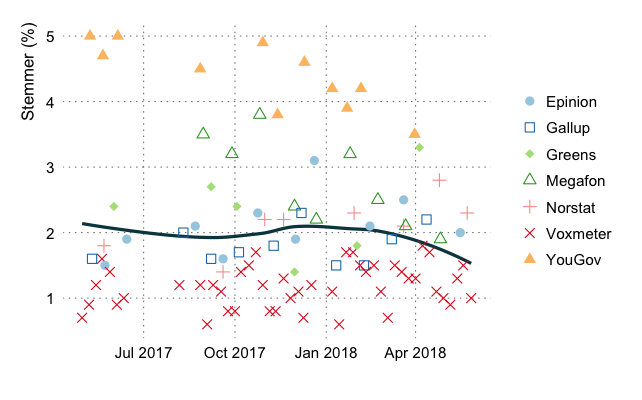 Stemmer (%)
5
4
3
2
1
Jul 2017
Oct 2017
Jan 2018
Apr 2018
Epinion
Gallup
Greens
Megafon
Norstat
Voxmeter
YouGov